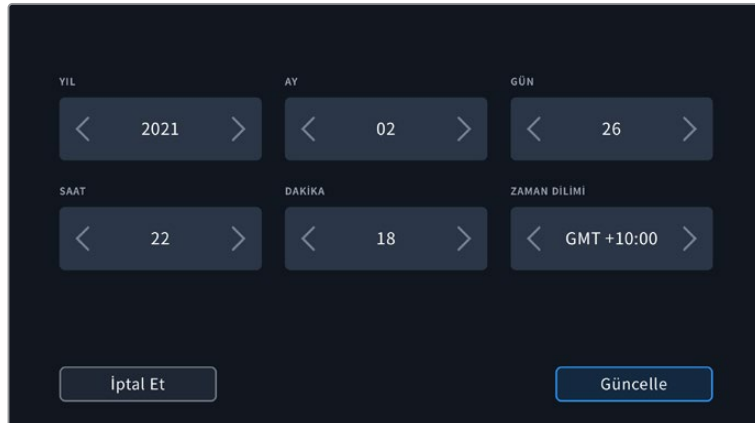 YIL AY GÜN
2021 02 26
SAAT DAKİKA ZAMAN DİLİMİ
22 18 GMT +10:00
İptal Et Güncelle